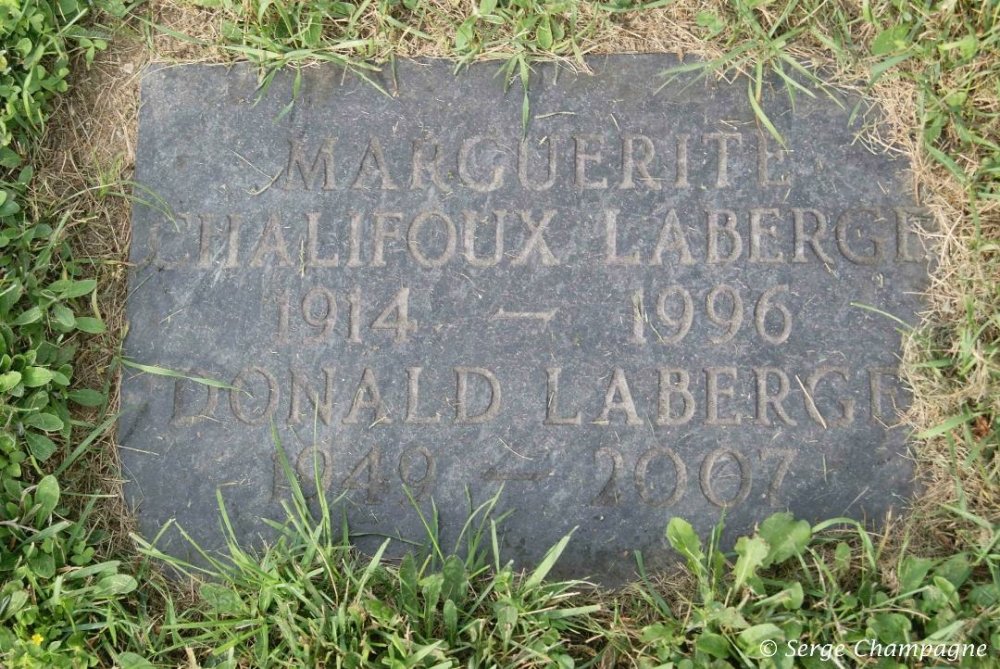 MARGUERITE
CHALIFOUX LABERGE
1914 — 1996
DONALD LABERGE
1949 — 2007
© Serge Champagne